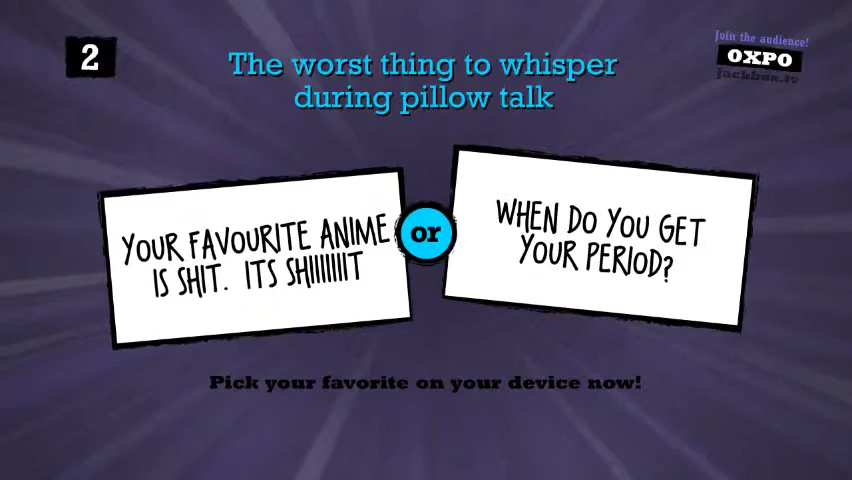 2
The worst thing to whisper
during pillow talk
Join the audience!
OXPO
jackbox.tv
YOUR FAVOURITE ANIME
IS SHIT. ITS SHIIIIIIIT
or
WHEN DO YOU GET
YOUR PERIOD?
Pick your favorite on your device now!